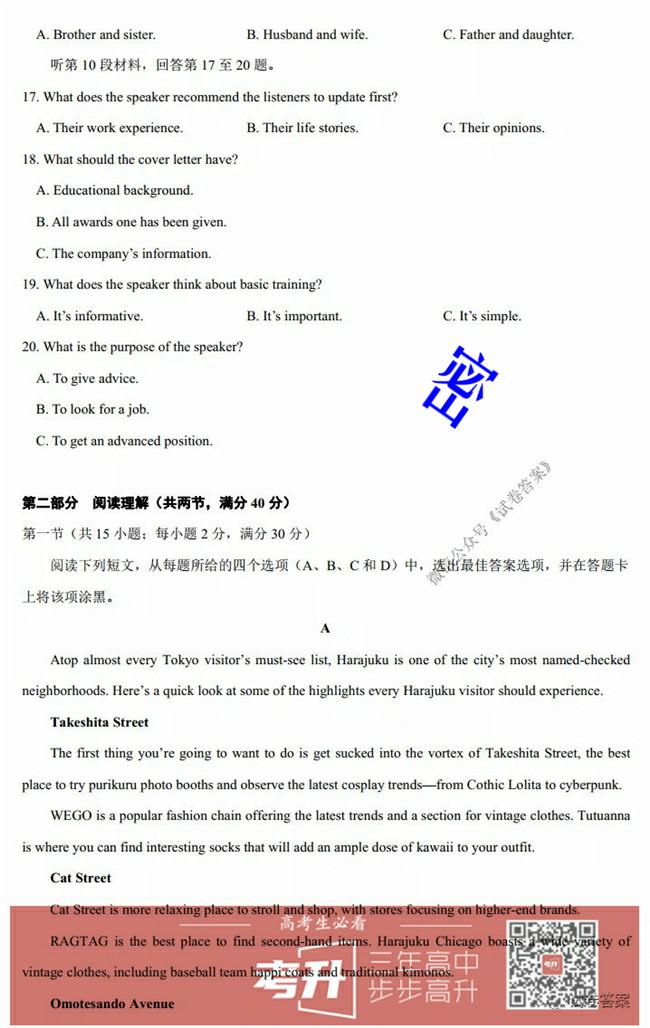 A. Brother and sister. B. Husband and wife. C. Father and daughter.
听第 10 段材料，回答第 17 至 20 题。
17. What does the speaker recommend the listeners to update first?
A. Their work experience. B. Their life stories. C. Their opinions.
18. What should the cover letter have?
A. Educational background.
B. All awards one has been given.
C. The company's information.
19. What does the speaker think about basic training?
A. It's informative. B. It's important. C. It's simple.
20. What is the purpose of the speaker?
A. To give advice.
B. To look for a job.
C. To get an advanced position.
密
微信公众号《试卷答案》
第二部分 阅读理解（共两节，满分 40 分）
第一节（共 15 小题；每小题 2 分，满分 30 分）
阅读下列短文，从每题所给的四个选项（A、B、C 和 D）中，选出最佳答案选项，并在答题卡
上将该项涂黑。
A
Atop almost every Tokyo visitor's must-see list, Harajuku is one of the city's most named-checked
neighborhoods. Here's a quick look at some of the highlights every Harajuku visitor should experience.
Takeshita Street
The first thing you're going to want to do is get sucked into the vortex of Takeshita Street, the best
place to try purikuru photo booths and observe the latest cosplay trends—from Cothic Lolita to cyberpunk.
WEGO is a popular fashion chain offering the latest trends and a section for vintage clothes. Tutuanna
is where you can find interesting socks that will add an ample dose of kawaii to your outfit.
Cat Street
Cat Street is more relaxing place to stroll and shop, with stores focusing on higher-end brands.
高考生必看
RAGTAG is the best place to find second-hand items. Harajuku Chicago boasts a wide variety of
vintage clothes, including baseball team happi coats and traditional kimonos.
考升
三年高中
步步高升
考升
试卷答案
Omotesando Avenue